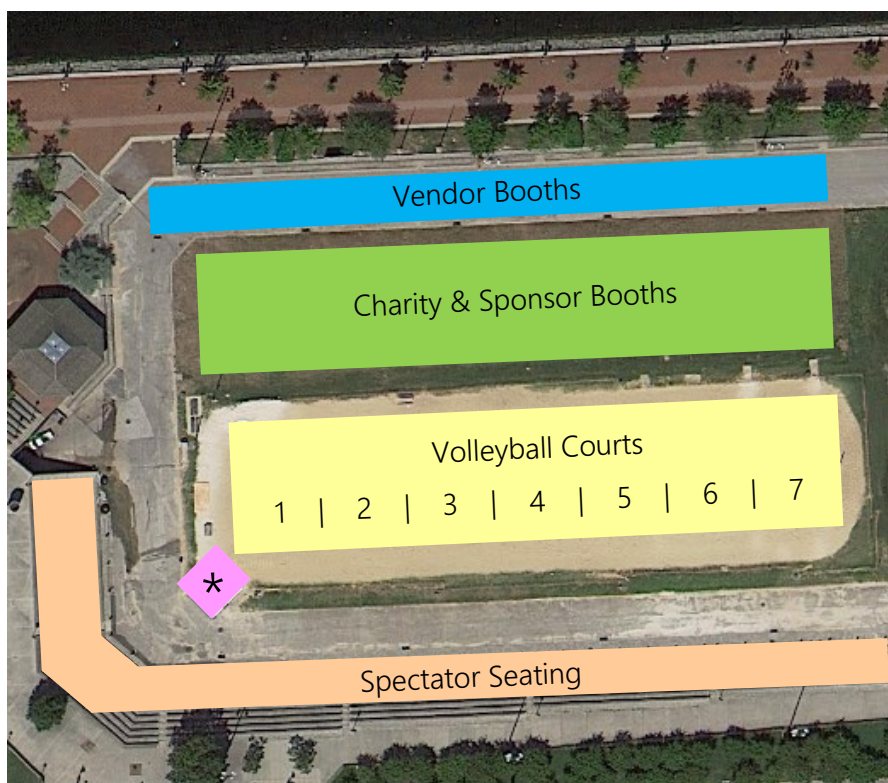 Vendor Booths
Charity & Sponsor Booths
Volleyball Courts
1 | 2 | 3 | 4 | 5 | 6 | 7
*
Spectator Seating